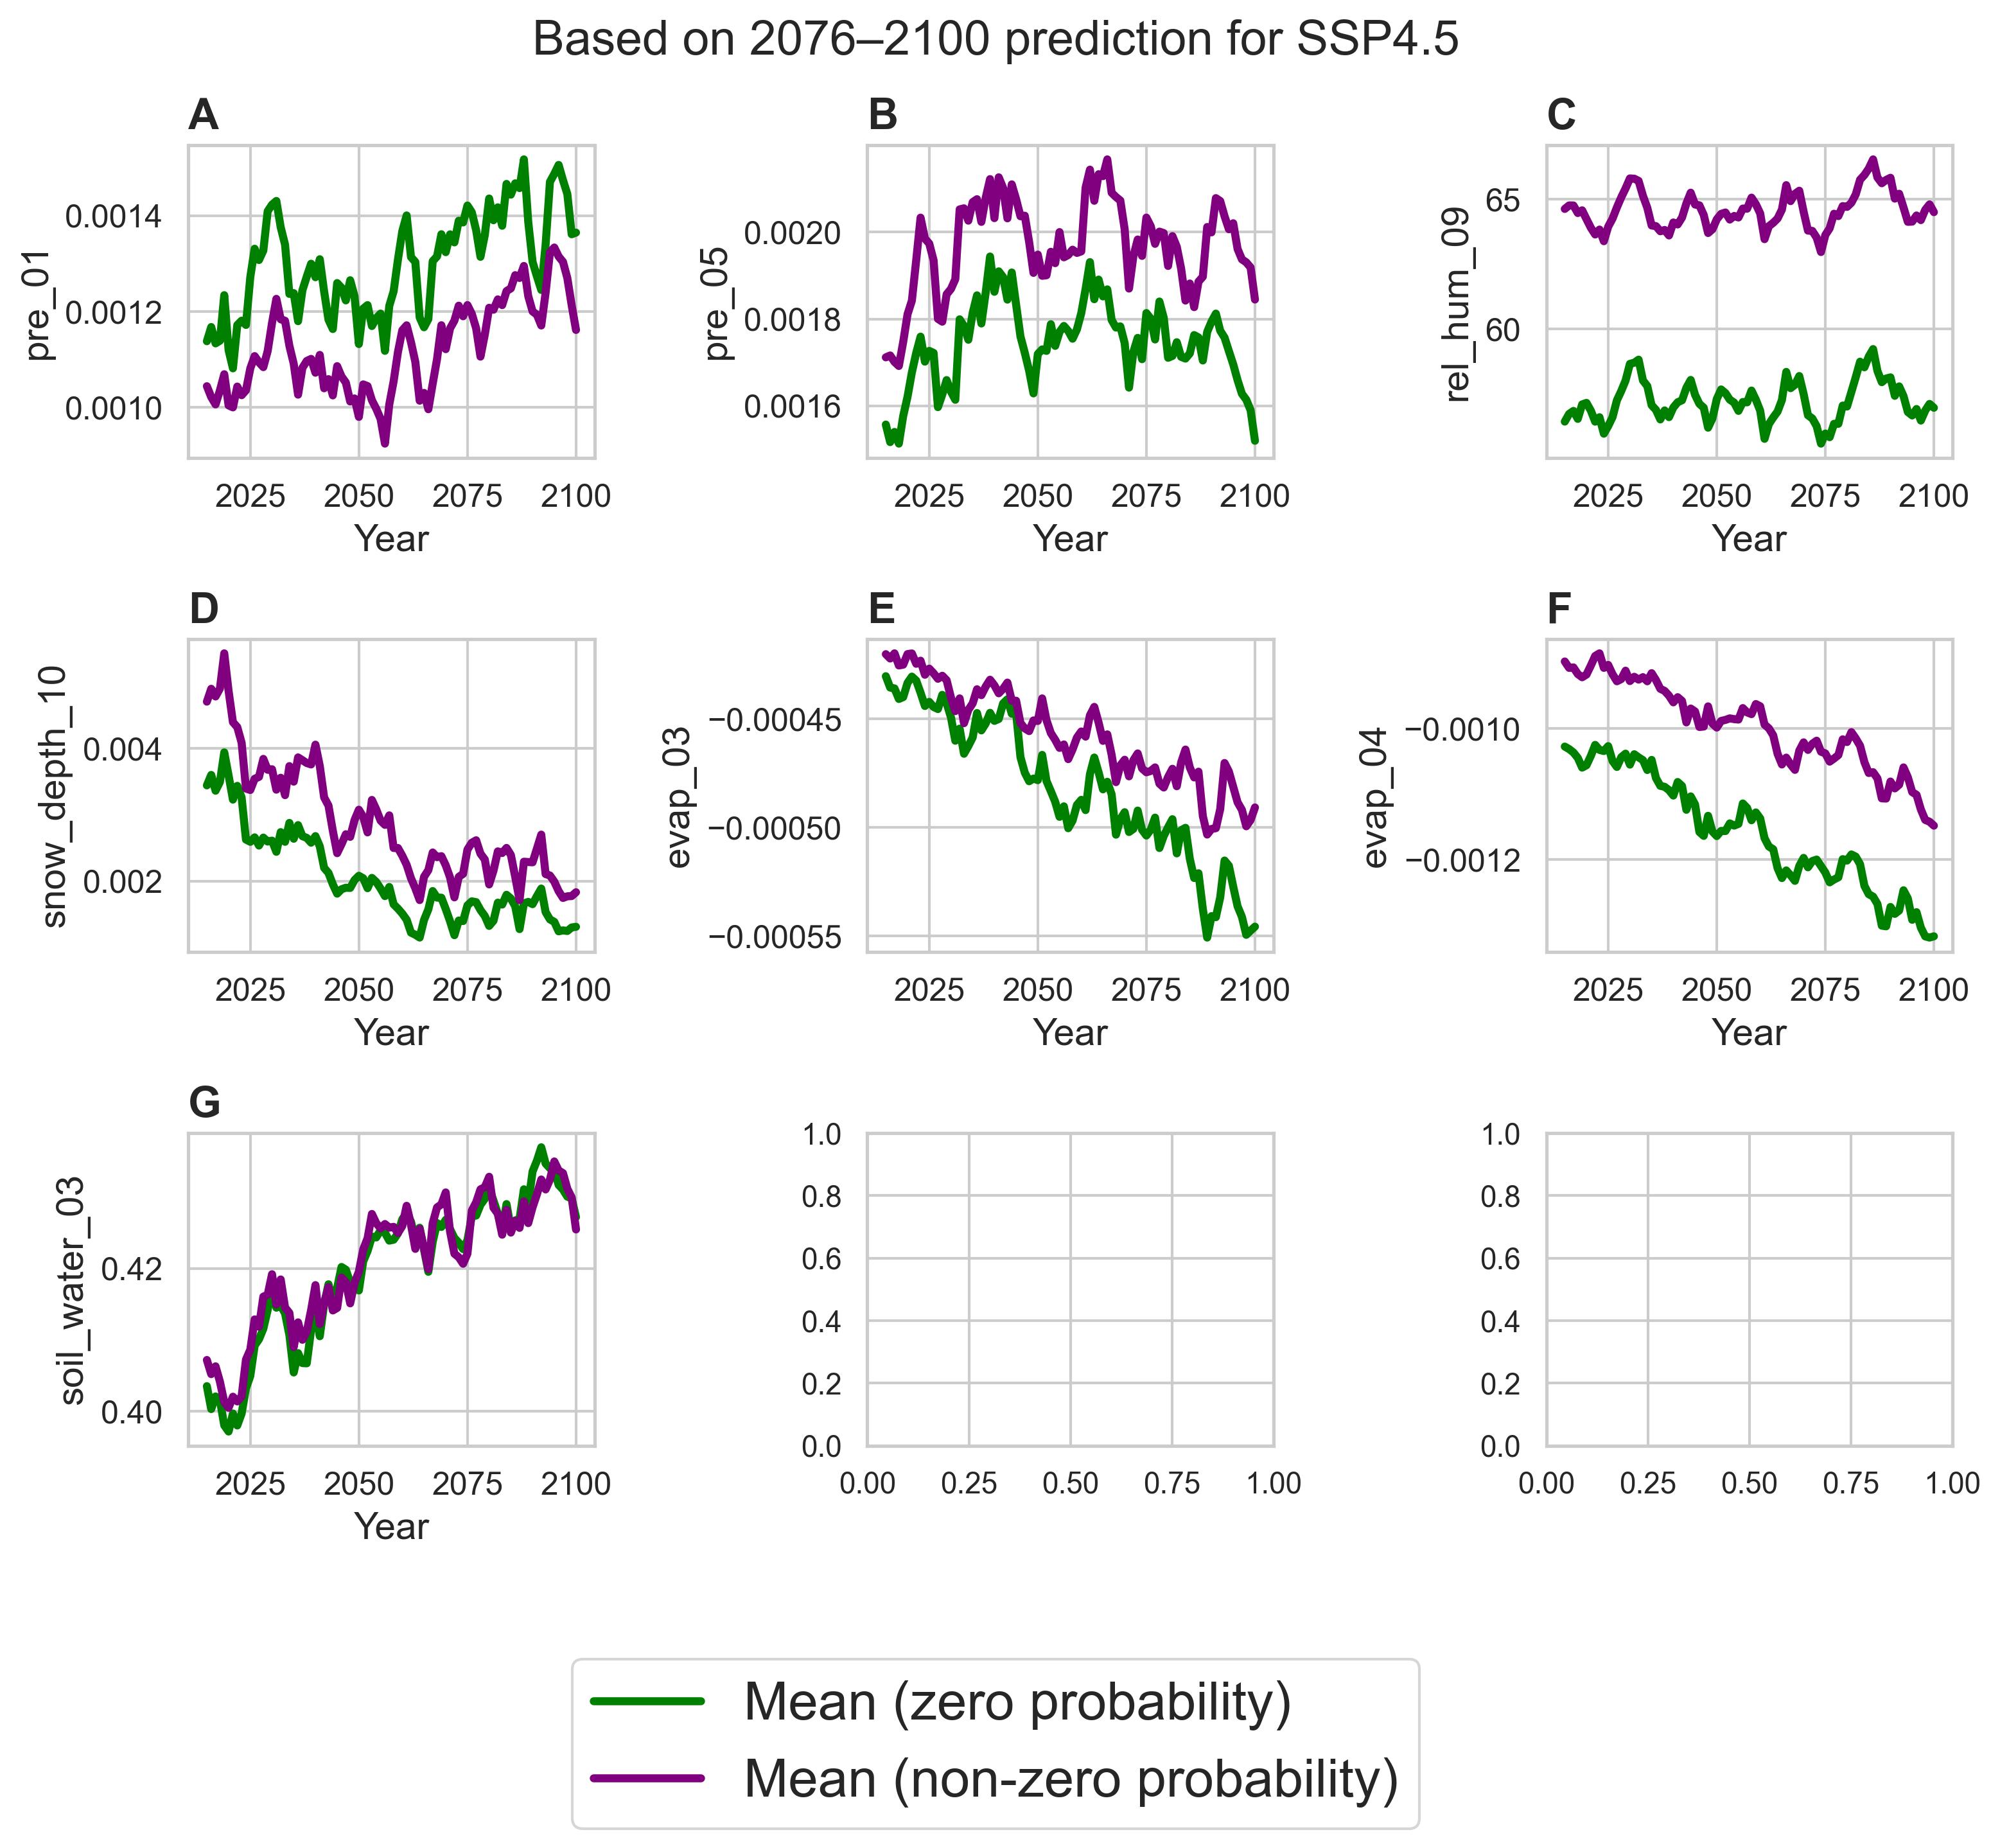 Based on 2076–2100 prediction for SSP4.5
A
pre_01
0.0014
0.0012
0.0010
2025 2050 2075 2100
Year
B
pre_05
0.0020
0.0018
0.0016
2025 2050 2075 2100
Year
C
rel_hum_09
65
60
2025 2050 2075 2100
Year
D
snow_depth_10
0.004
0.002
2025 2050 2075 2100
Year
E
evap_03
−0.00045
−0.00050
−0.00055
2025 2050 2075 2100
Year
F
evap_04
−0.0010
−0.0012
2025 2050 2075 2100
Year
G
soil_water_03
0.42
0.40
2025 2050 2075 2100
Year
1.0
0.8
0.6
0.4
0.2
0.0
0.00 0.25 0.50 0.75 1.00
1.0
0.8
0.6
0.4
0.2
0.0
0.00 0.25 0.50 0.75 1.00
Mean (zero probability)
Mean (non-zero probability)